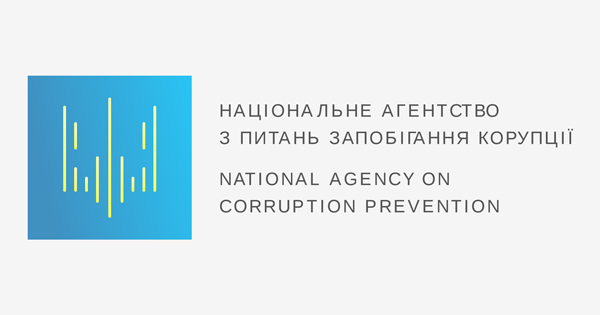 НАЦІОНАЛЬНЕ АГЕНТСТВО
З ПИТАНЬ ЗАПОБІГАННЯ КОРУПЦІЇ
NATIONAL AGENCY ON
CORRUPTION PREVENTION